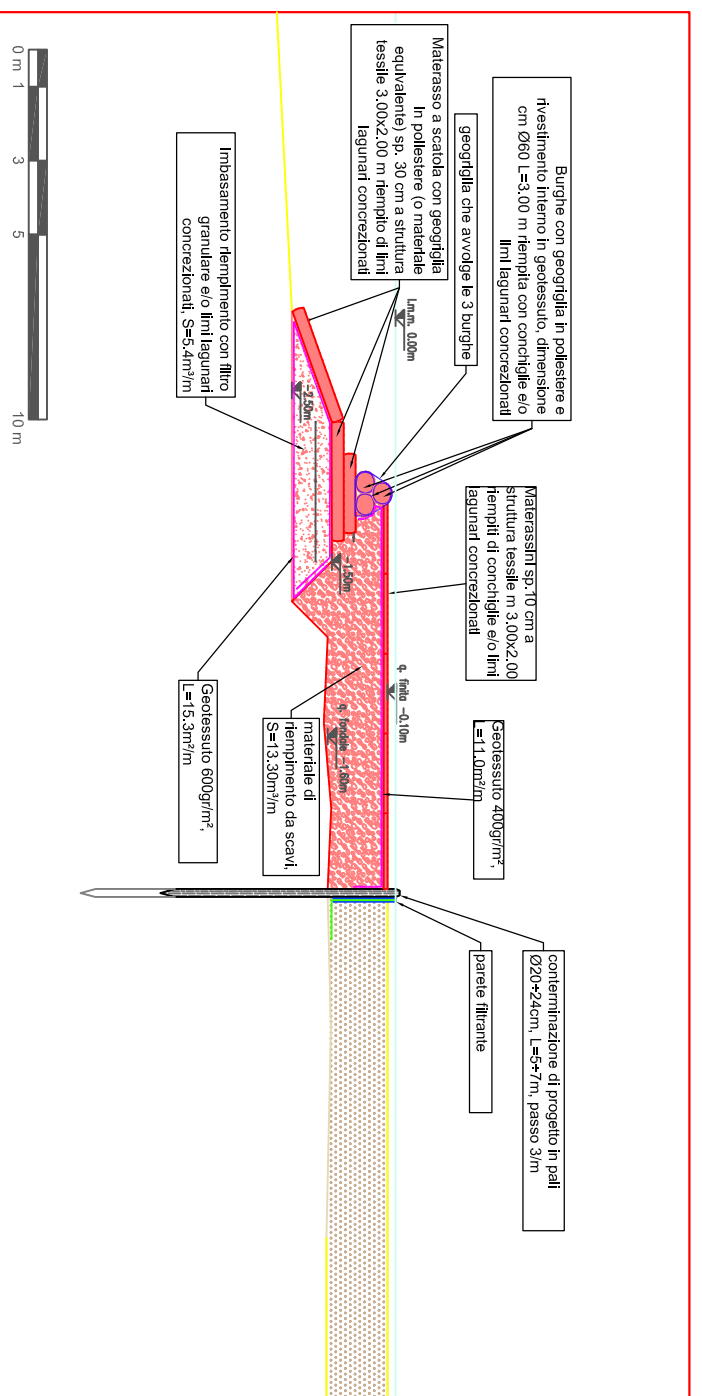 Burghe con geogriglia in poliestere e
rivestimento interno in geotessuto, dimensione
cm Ø60 L=3.00 m riempita con conchiglie e/o
limi lagunari concrezionati
geogriglia che avvolge le 3 burghe
Materasso a scatola con geogriglia
In poliestere (o materiale
equivalente) sp. 30 cm a struttura
tessile 3.00x2.00 m riempito di limi
lagunari concrezionati
Imbasamento riempimento con filtro
granulare e/o limi lagunari
concrezionati, S=5.4m³/m
Materassini sp.10 cm a
struttura tessile m 3.00x2.00
riempiti di conchiglie e/o limi
lagunari concrezionati
Geotessuto 400gr/m²,
L=11.0m²/m
conterminazione di progetto in pali
Ø20÷24cm, L=5÷7m, passo 3/m
parete filtrante
l.m.m. 0.00m
-2.50m
-1.50m
q. finita -0.10m
q. fondale -1.60m
materiale di
riempimento da scavi,
S=13.30m³/m
Geotessuto 600gr/m²,
L=15.3m²/m
0 m 1 3 5 10 m